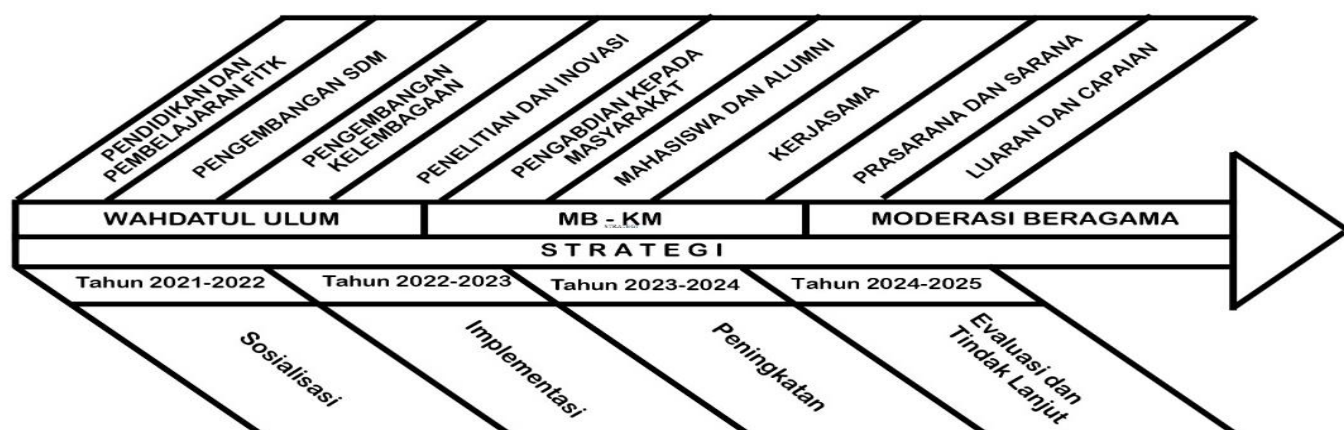 PENDIDIKAN DAN
PEMBELAJARAN FITK
PENGEMBANGAN SDM
PENGEMBANGAN
KELEMBAGAAN
PENELITIAN DAN INOVASI
PENGABDIAN KEPADA
MASYARAKAT
MAHASISWA DAN ALUMNI
KERJASAMA
PRASARANA DAN SARANA
LUARAN DAN CAPAIAN
WAHDATUL ULUM
MB - KM
STRATEGI
MODERASI BERAGAMA
STRATEGI
Tahun 2021-2022
Tahun 2022-2023
Tahun 2023-2024
Tahun 2024-2025
Sosialisasi
Implementasi
Peningkatan
Evaluasi dan
Tindak Lanjut